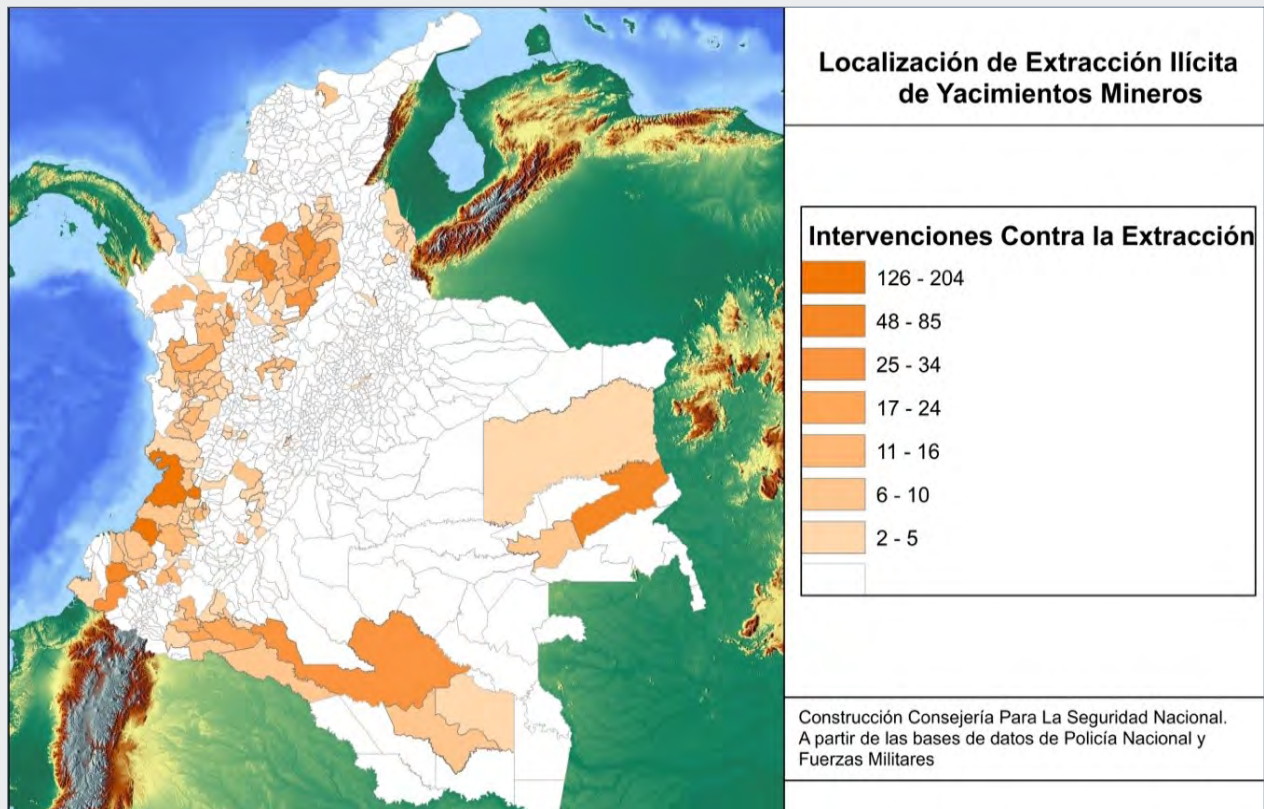 Localización de Extracción Ilícita
de Yacimientos Mineros
Intervenciones Contra la Extracción
126 - 204
48 - 85
25 - 34
17 - 24
11 - 16
6 - 10
2 - 5
Construcción Consejería Para La Seguridad Nacional.
A partir de las bases de datos de Policía Nacional y
Fuerzas Militares